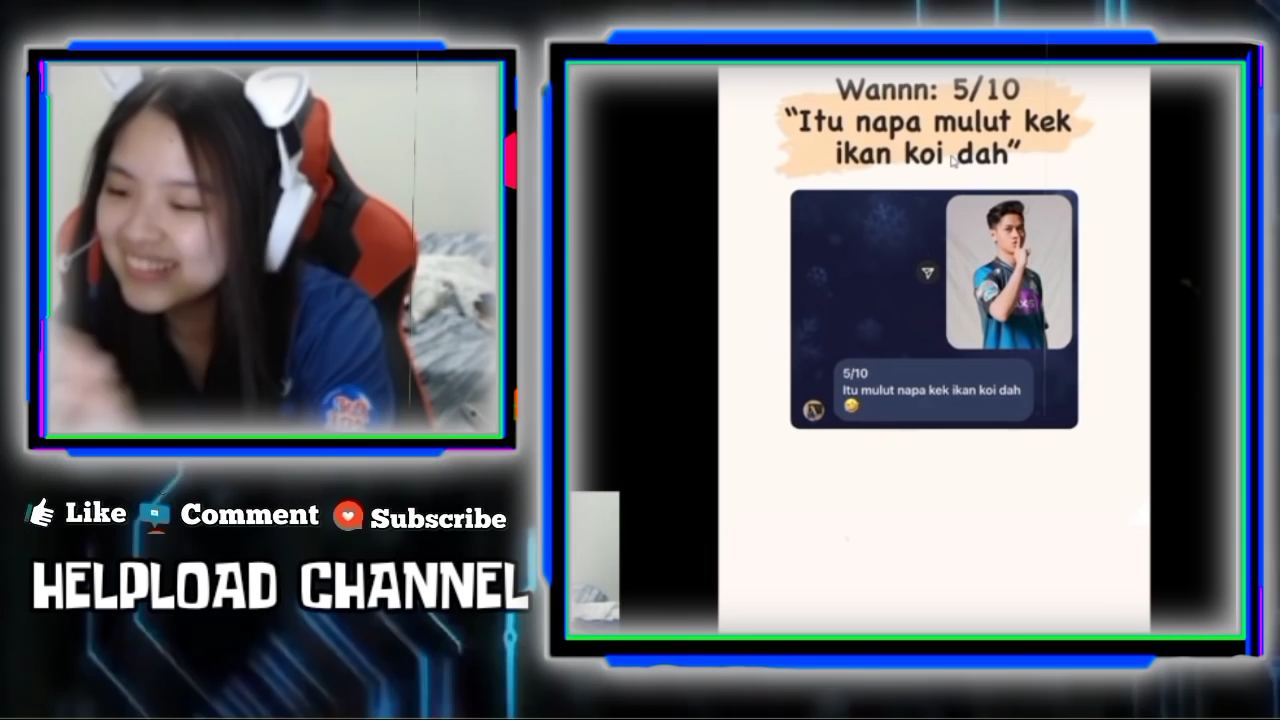 Wannn: 5/10
“Itu napa mulut kek
ikan koi dah”
5/10
Itu mulut napa kek ikan koi dah
🤣
Like Comment Subscribe
HELPLOAD CHANNEL